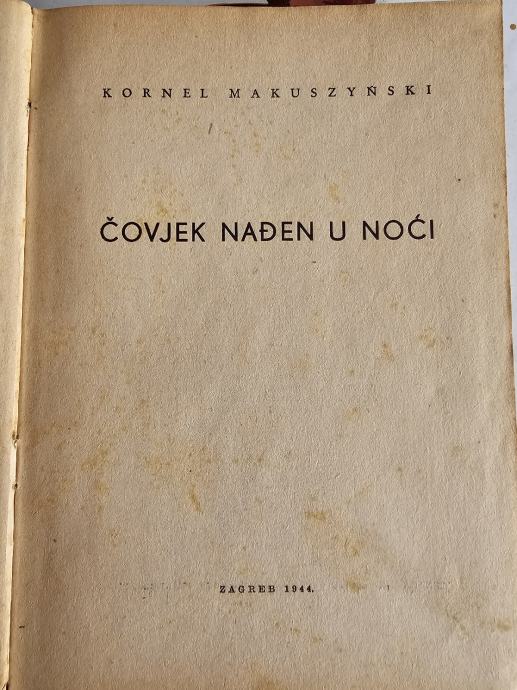 KORNEL MAKUSZYŃSKI
ČOVJEK NAĐEN U NOĆI
ZAGREB 1944.